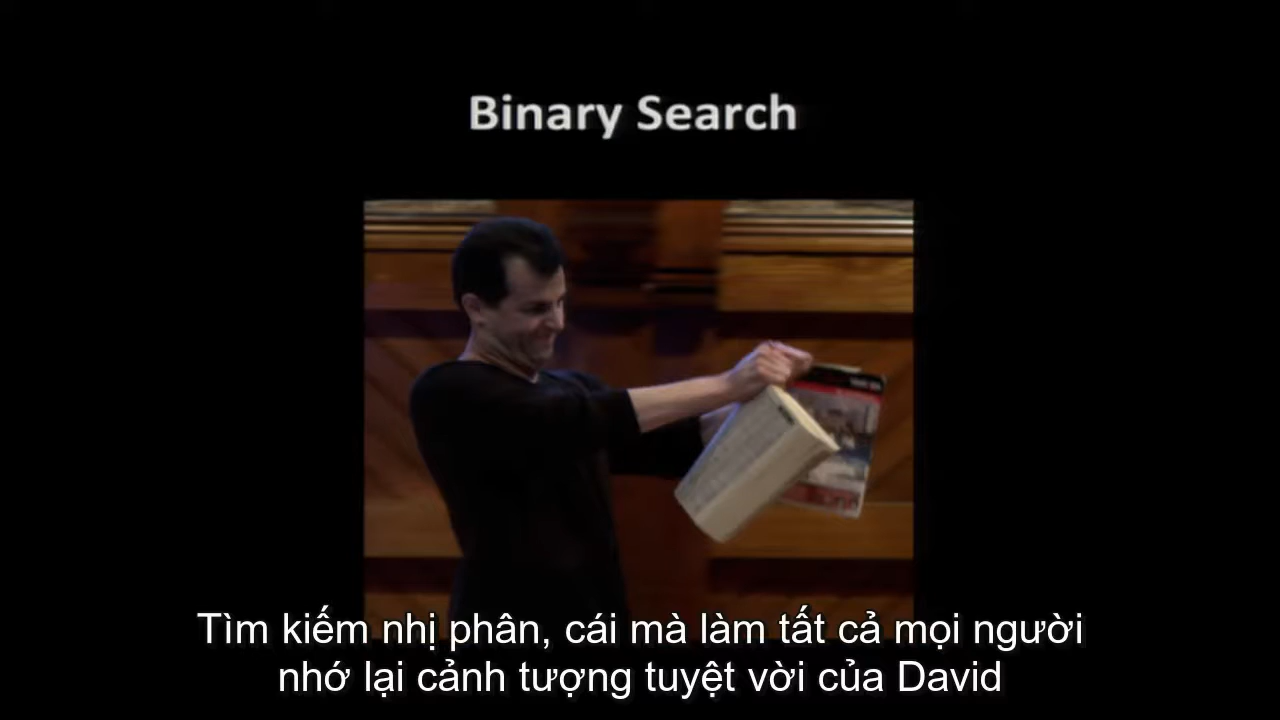 Binary Search
Tìm kiếm nhị phân, cái mà làm tất cả mọi người
nhớ lại cảnh tượng tuyệt vời của David